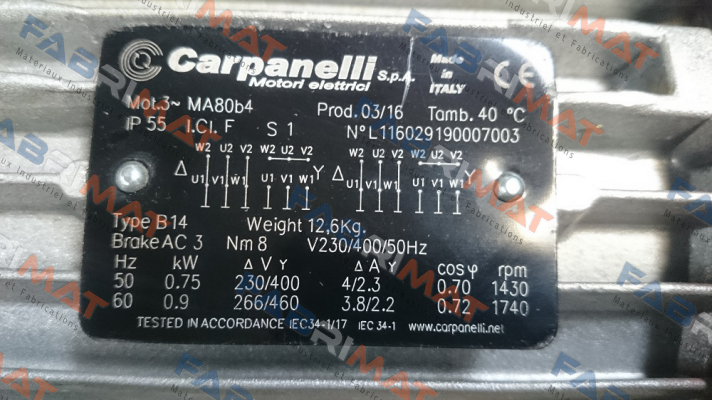 Carpanelli S.p.A.
Motori elettrici
Made in ITALY
CE
Mot.3~ MA80b4 Prod. 03/16 Tamb. 40 °C
IP 55 I.Cl. F S 1 N° L116029190007003
W2 U2 V2 W2 U2 V2 W2 U2 V2 W2 U2 V2
Δ U1 V1 W1 U1 V1 W1 Y Δ U1 V1 W1 U1 V1 W1 Y
Type B14 Weight 12,6Kg.
Brake AC 3 Nm 8 V230/400/50Hz
Hz kW Δ V Y Δ A Y cos φ rpm
50 0.75 230/400 4/2.3 0.70 1430
60 0.9 266/460 3.8/2.2 0.72 1740
TESTED IN ACCORDANCE IEC34-1/17 IEC 34-1 www.carpanelli.net
FABRIMAT